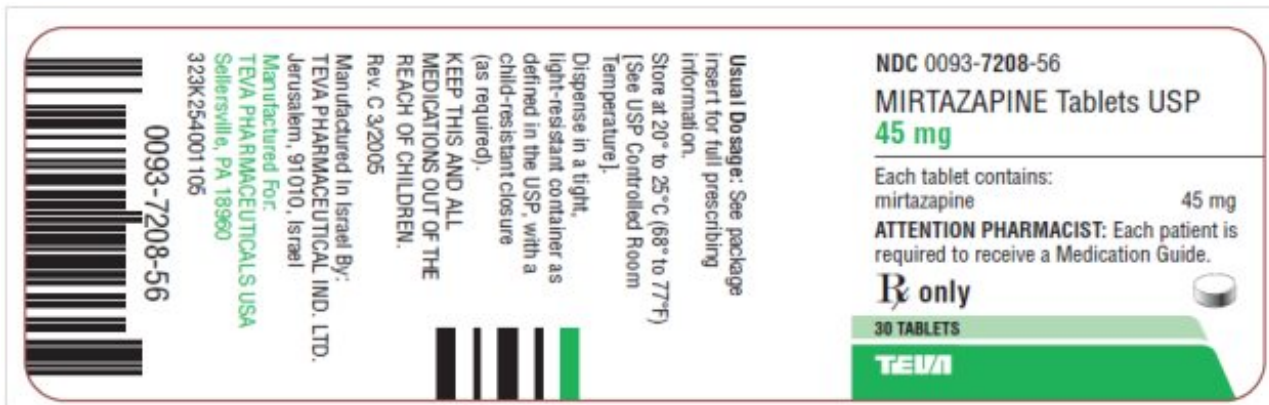 NDC 0093-7208-56
MIRTAZAPINE Tablets USP
45 mg
Each tablet contains:
mirtazapine 45 mg
ATTENTION PHARMACIST: Each patient is
required to receive a Medication Guide.
Rx only
30 TABLETS
TEVA
Usual Dosage: See package
insert for full prescribing
information.
Store at 20° to 25°C (68° to 77°F)
[See USP Controlled Room
Temperature].
Dispense in a tight,
light-resistant container as
defined in the USP, with a
child-resistant closure
(as required).
KEEP THIS AND ALL
MEDICATIONS OUT OF THE
REACH OF CHILDREN.
Rev. C 3/2005
Manufactured In Israel By:
TEVA PHARMACEUTICAL IND. LTD.
Jerusalem, 91010, Israel
Manufactured For:
TEVA PHARMACEUTICALS USA
Sellersville, PA 18960
323K254001105
0093-7208-56